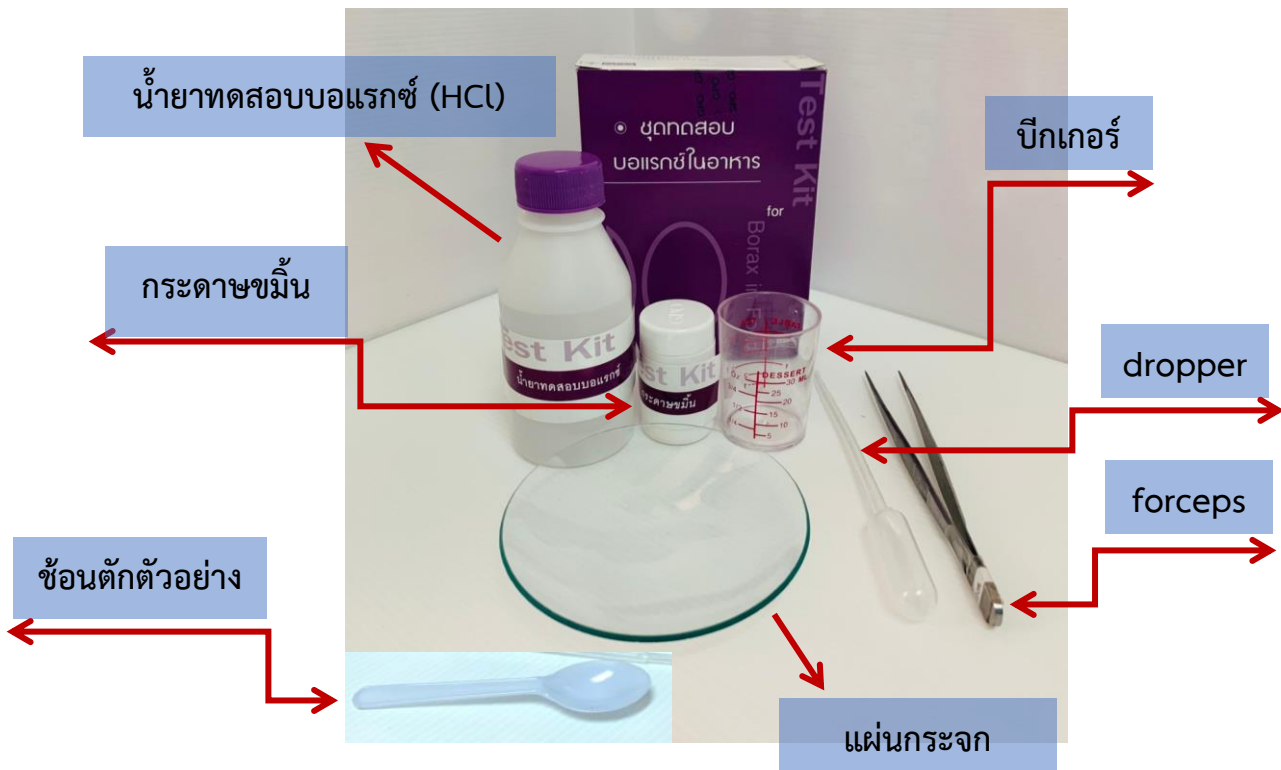 น้ำยาทดสอบบอแรกซ์ (HCl)
บีกเกอร์
กระดาษขมิ้น
dropper
forceps
ช้อนตักตัวอย่าง
แผ่นกระจก
ชุดทดสอบ
บอแรกซ์ในอาหาร
Test Kit
for
Borax in F
est Kit
น้ำยาทดสอบบอแรกซ์
st Kit
กระดาษขมิ้น
DESSERT
ML
30
25
20
15
10
5